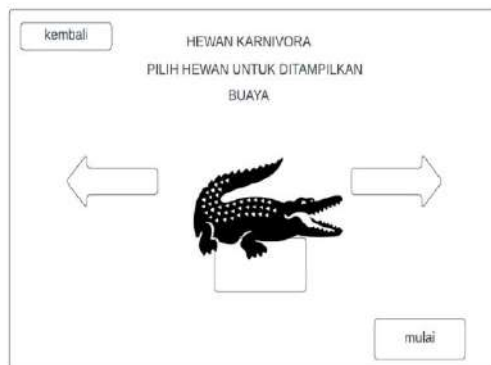 kembali
HEWAN KARNIVORA
PILIH HEWAN UNTUK DITAMPILKAN
BUAYA
mulai